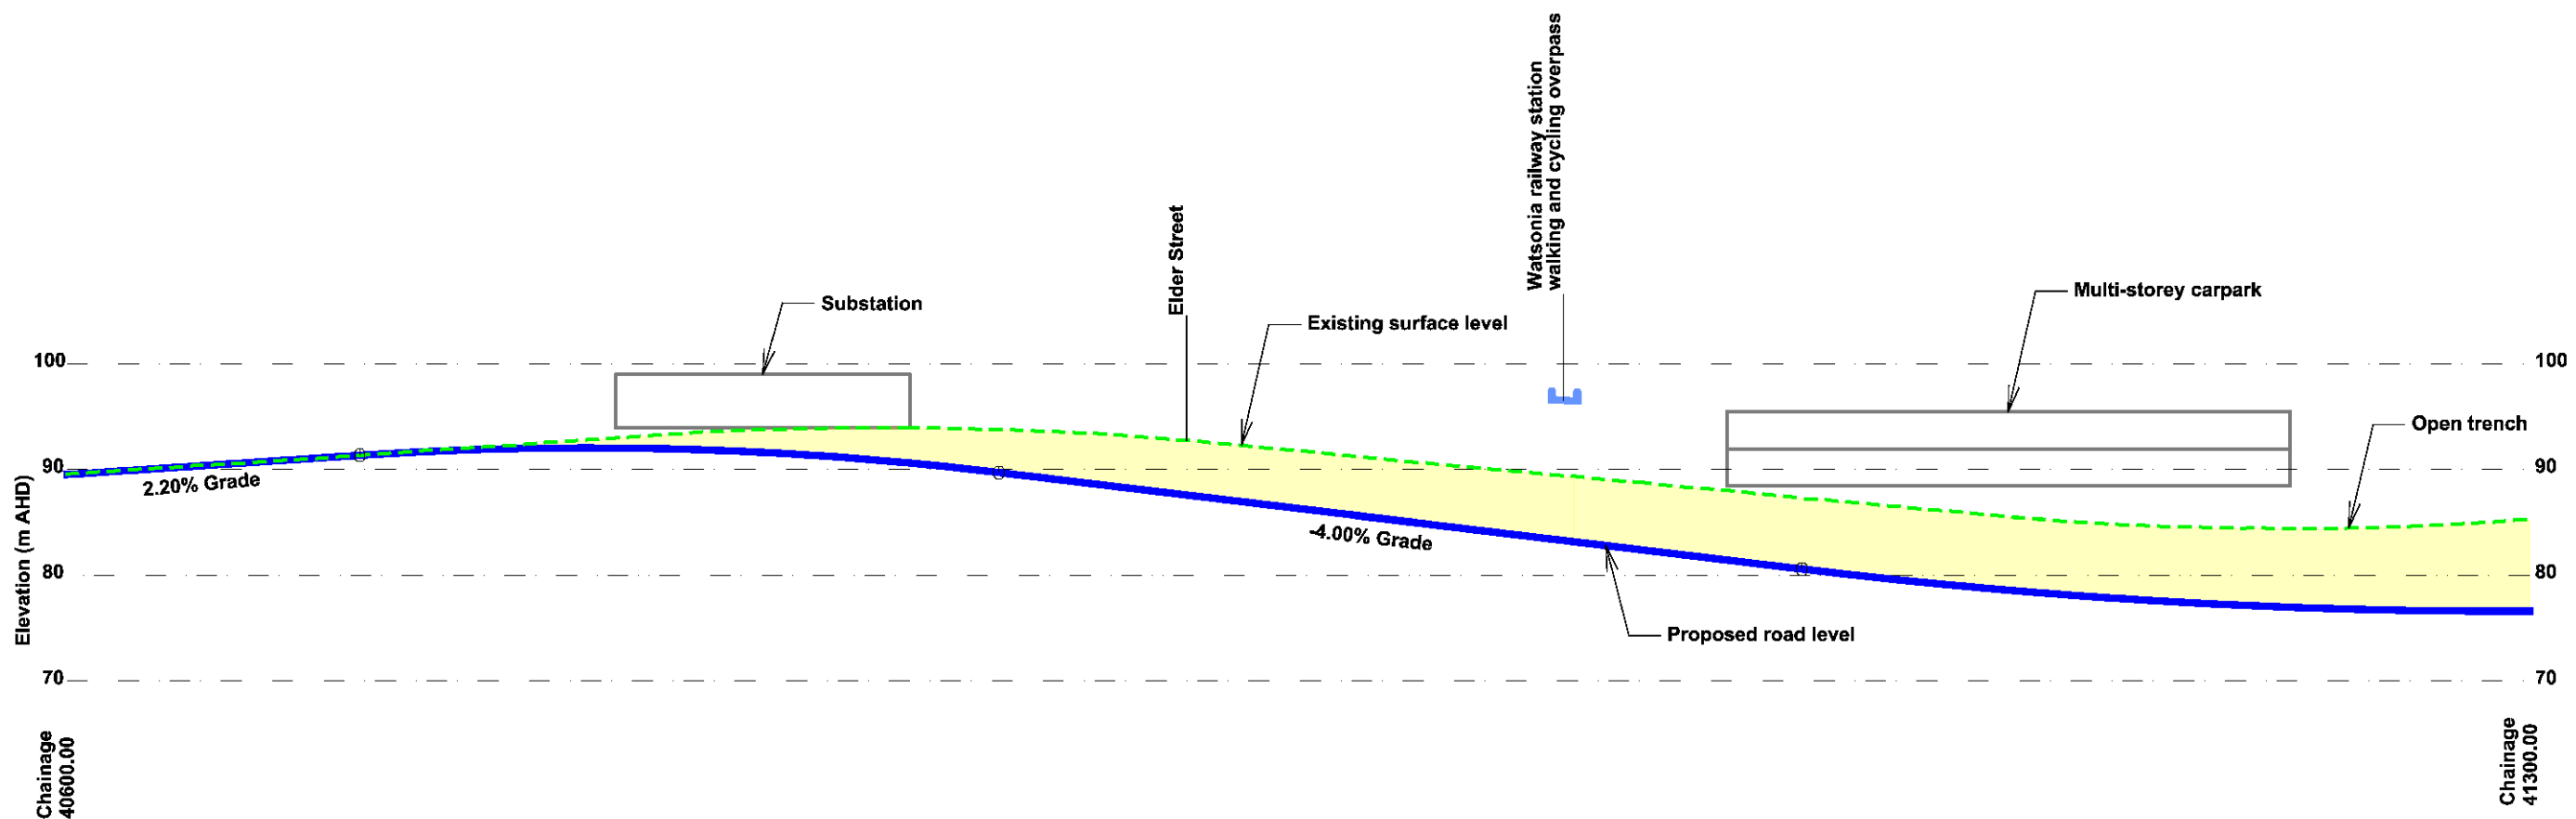 Watsonia railway station
walking and cycling overpass
Elder Street
Substation
Existing surface level
Multi-storey carpark
Open trench
100
100
90
90
80
80
70
70
Elevation (m AHD)
2.20% Grade
-4.00% Grade
Proposed road level
Chainage
40600.00
Chainage
41300.00